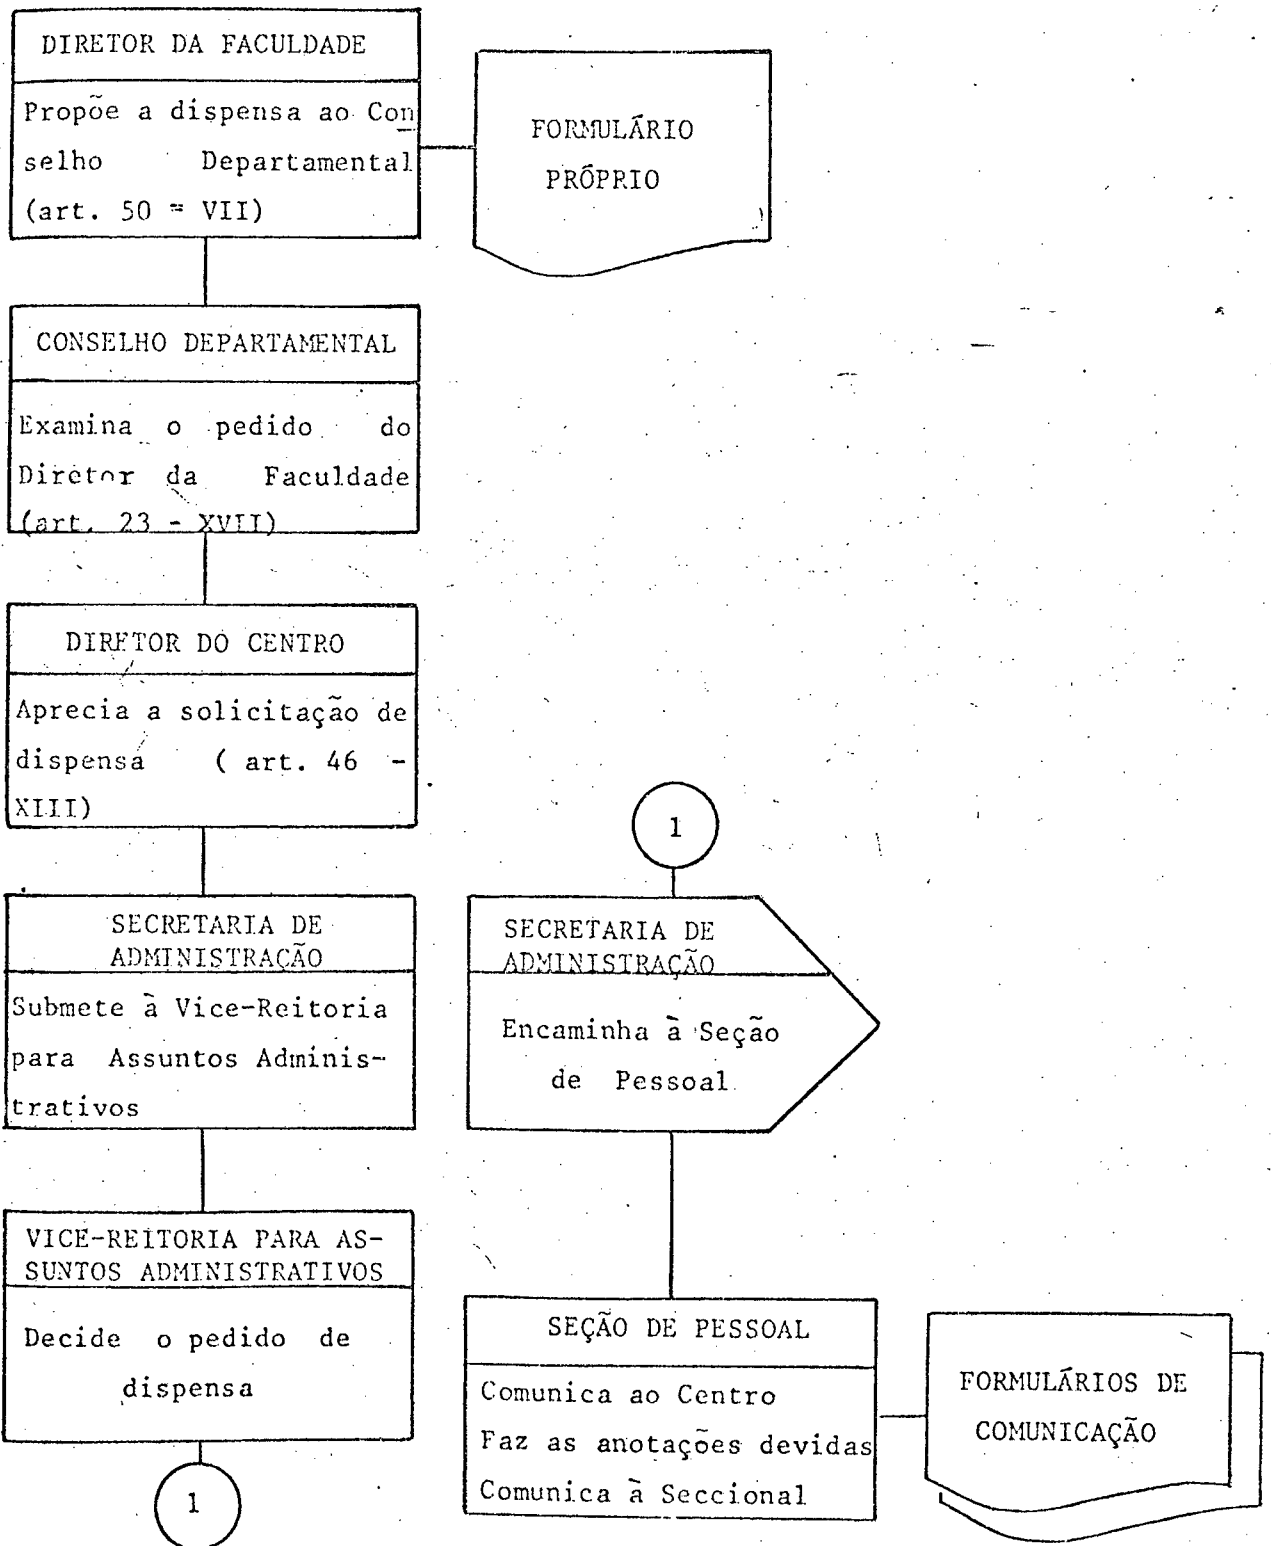 DIRETOR DA FACULDADE
Propõe a dispensa ao Con
selho Departamental
(art. 50 = VII)
FORMULÁRIO
PRÓPRIO
CONSELHO DEPARTAMENTAL
Examina o pedido do
Diretor da Faculdade
(art. 23 - XVII)
DIRETOR DO CENTRO
Aprecia a solicitação de
dispensa ( art. 46 -
XIII)
SECRETARIA DE
ADMINISTRAÇÃO
Submete à Vice-Reitoria
para Assuntos Adminis-
trativos
VICE-REITORIA PARA AS-
SUNTOS ADMINISTRATIVOS
Decide o pedido de
dispensa
1
1
SECRETARIA DE
ADMINISTRAÇÃO
Encaminha à Seção
de Pessoal
SEÇÃO DE PESSOAL
Comunica ao Centro
Faz as anotações devidas
Comunica à Seccional
FORMULÁRIOS DE
COMUNICAÇÃO